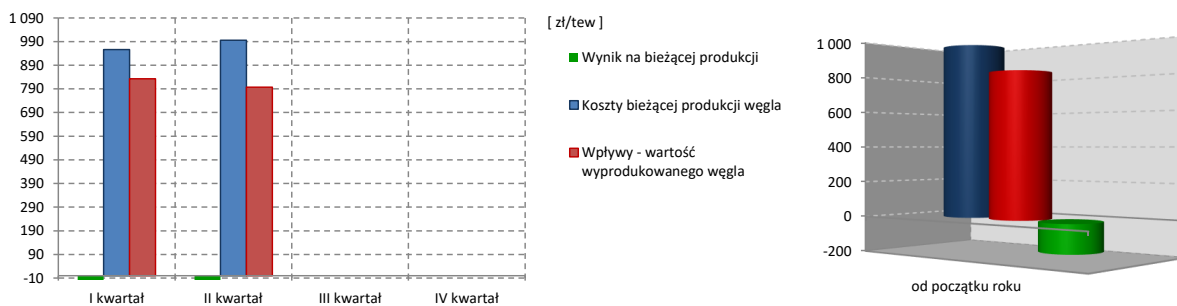 1 090
990
890
790
690
590
490
390
290
190
90
-10
I kwartał II kwartał III kwartał IV kwartał
[ zł/tew ]
Wynik na bieżącej produkcji
Koszty bieżącej produkcji węgla
Wpływy - wartość
wyprodukowanego węgla
1 000
800
600
400
200
0
-200
od początku roku